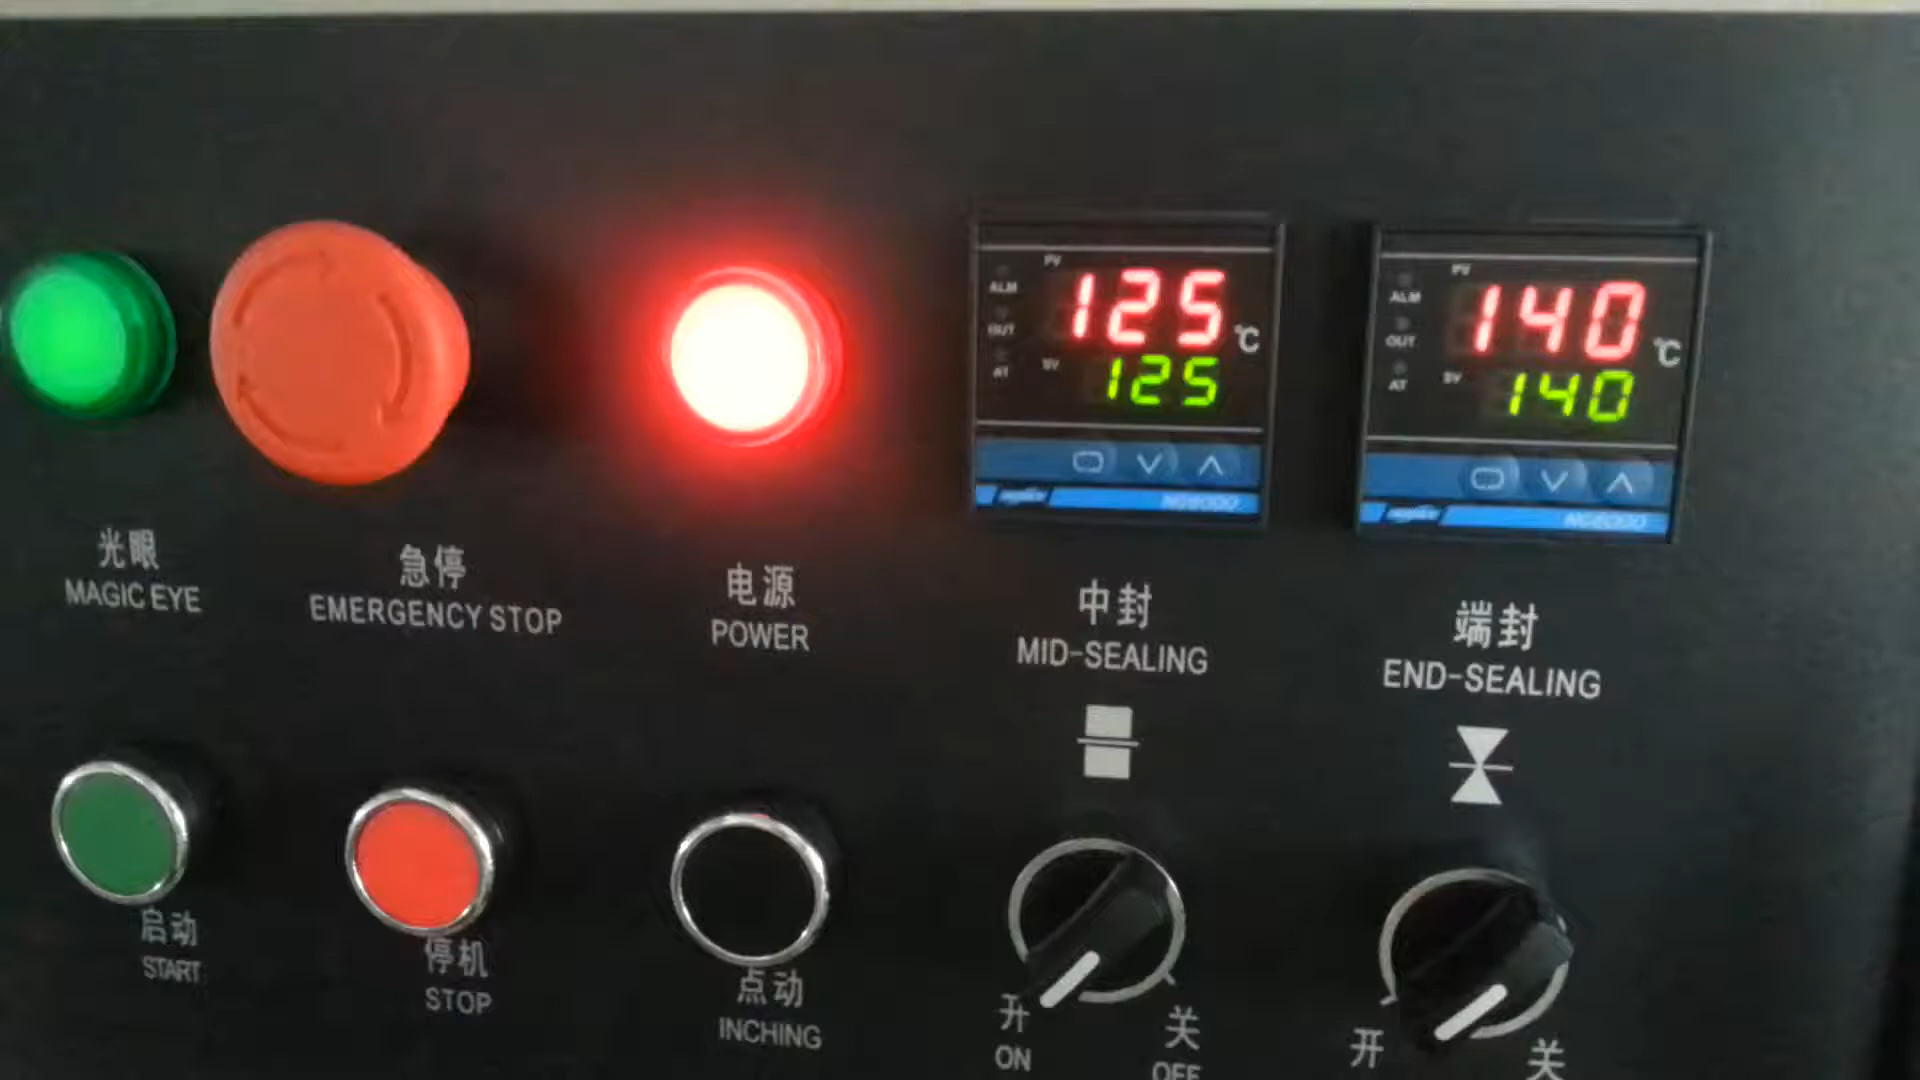 PV
ALM
125
℃
OUT
SV
125
AT
PV
ALM
140
℃
OUT
SV
140
AT
光眼
MAGIC EYE
急停
EMERGENCY STOP
电源
POWER
中封
MID-SEALING
端封
END-SEALING
启动
START
停机
STOP
点动
INCHING
开
ON
关
OFF
开
关